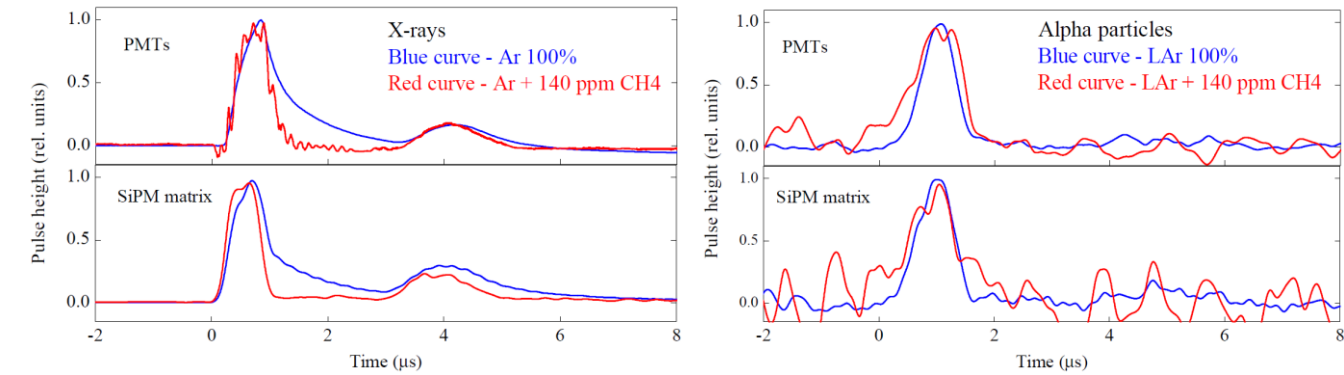 1.0
PMTs
X-rays
Blue curve - Ar 100%
Red curve - Ar + 140 ppm CH4
0.5
0.0
1.0
SiPM matrix
0.5
0.0
Pulse height (rel. units)
-2 0 2 4 6 8
Time (µs)
1.0
PMTs
Alpha particles
Blue curve - LAr 100%
Red curve - LAr + 140 ppm CH4
0.5
0.0
1.0
SiPM matrix
0.5
0.0
Pulse height (rel. units)
-2 0 2 4 6 8
Time (µs)